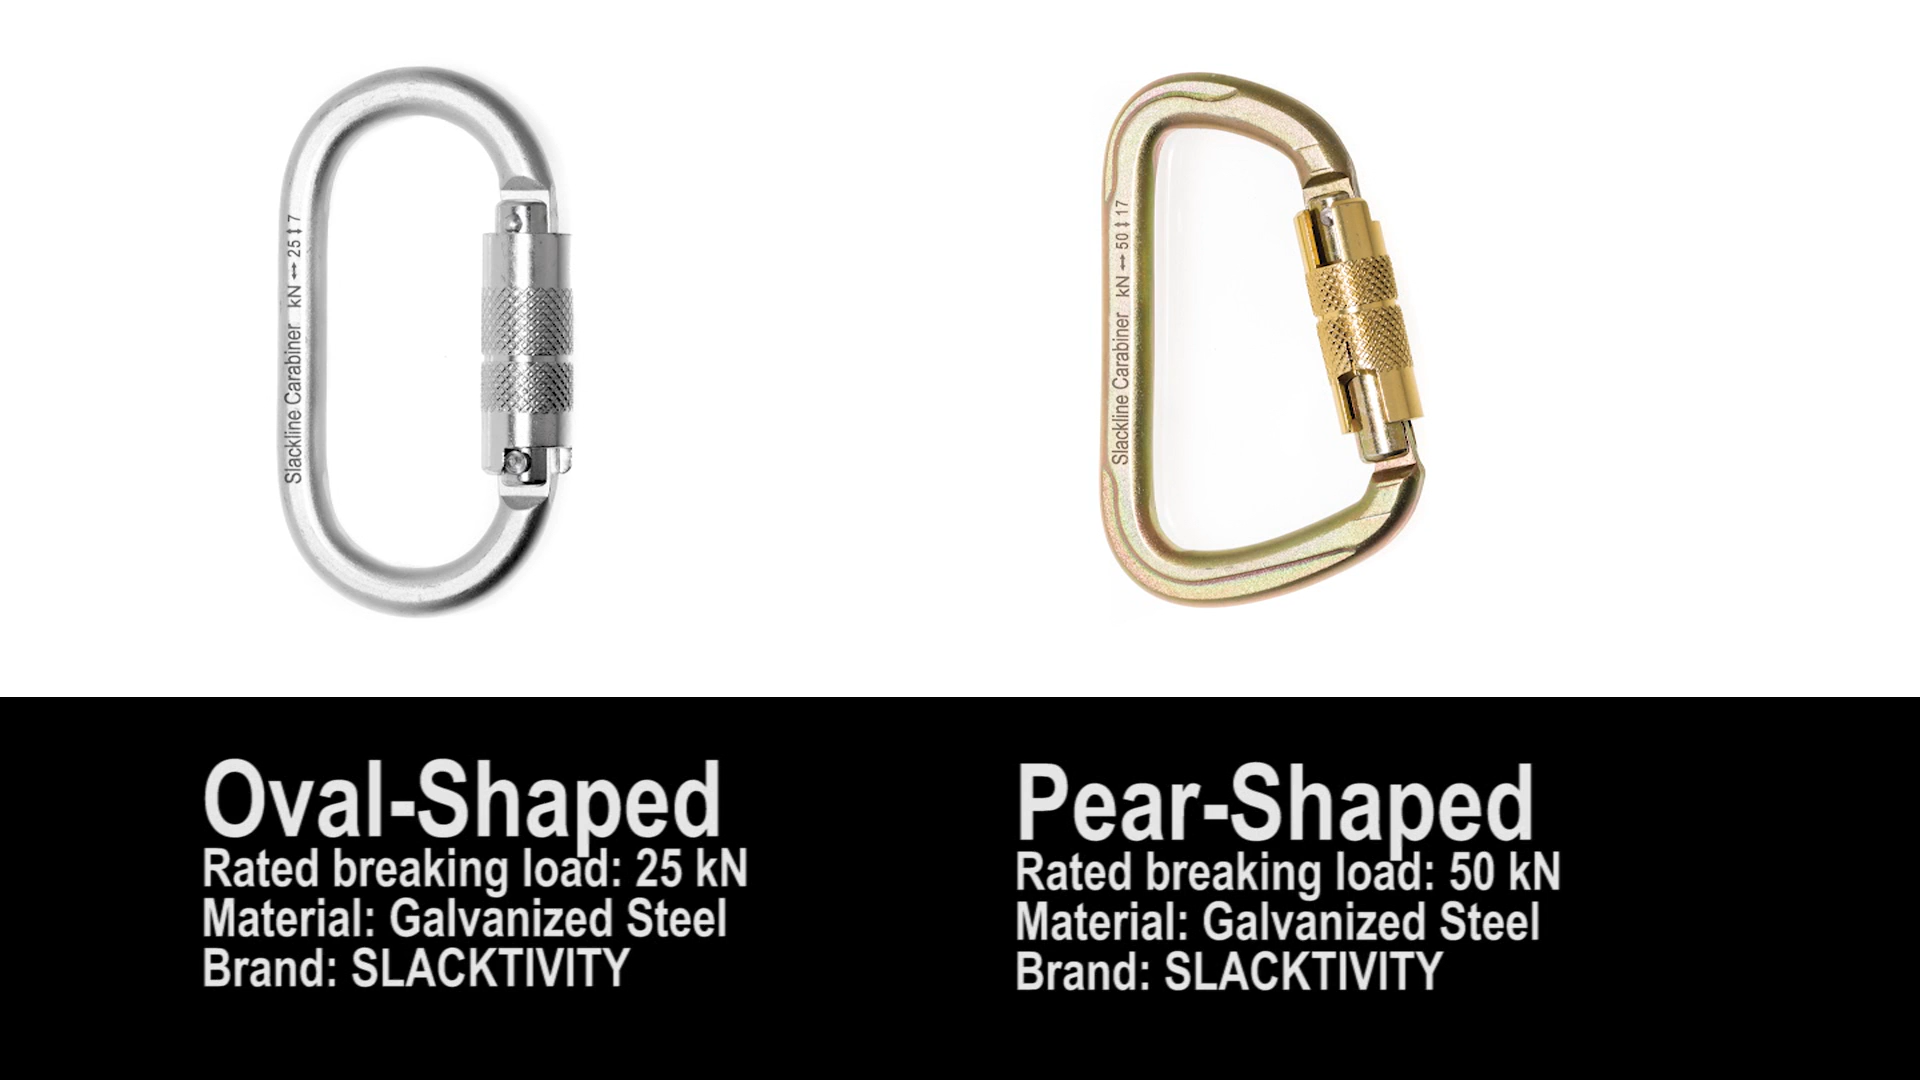 Slackline Carabiner kN ↔ 25 ↕ 17
Slackline Carabiner kN ↔ 50 ↕ 17
Oval-Shaped
Rated breaking load: 25 kN
Material: Galvanized Steel
Brand: SLACKTIVITY
Pear-Shaped
Rated breaking load: 50 kN
Material: Galvanized Steel
Brand: SLACKTIVITY